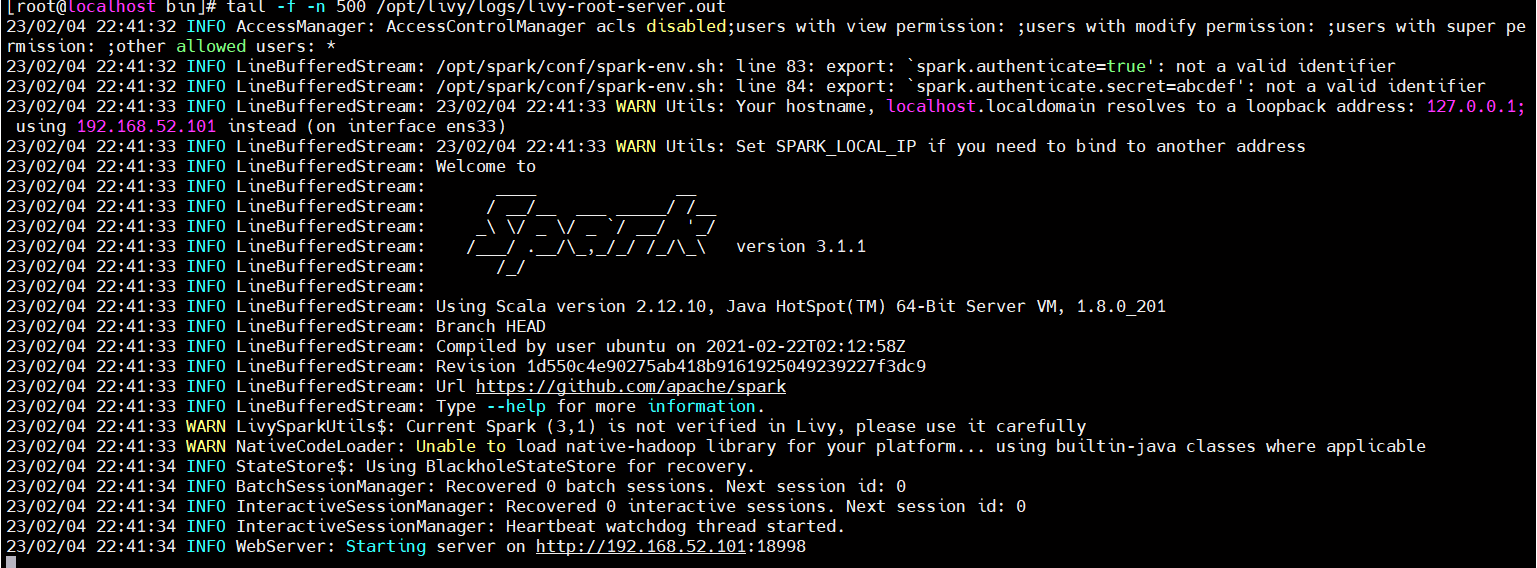 [root@localhost bin]# tail -f -n 500 /opt/livy/logs/livy-root-server.out
23/02/04 22:41:32 INFO AccessManager: AccessControlManager acls disabled;users with view permission: ;users with modify permission: ;users with super pe
rmission: ;other allowed users: *
23/02/04 22:41:32 INFO LineBufferedStream: /opt/spark/conf/spark-env.sh: line 83: export: `spark.authenticate=true': not a valid identifier
23/02/04 22:41:32 INFO LineBufferedStream: /opt/spark/conf/spark-env.sh: line 84: export: `spark.authenticate.secret=abcdef': not a valid identifier
23/02/04 22:41:33 INFO LineBufferedStream: 23/02/04 22:41:33 WARN Utils: Your hostname, localhost.localdomain resolves to a loopback address: 127.0.0.1;
 using 192.168.52.101 instead (on interface ens33)
23/02/04 22:41:33 INFO LineBufferedStream: 23/02/04 22:41:33 WARN Utils: Set SPARK_LOCAL_IP if you need to bind to another address
23/02/04 22:41:33 INFO LineBufferedStream: Welcome to
23/02/04 22:41:33 INFO LineBufferedStream:       ____              __
23/02/04 22:41:33 INFO LineBufferedStream:      / __/__  ___ _____/ /__
23/02/04 22:41:33 INFO LineBufferedStream:     _\ \/ _ \/ _ `/ __/  '_/
23/02/04 22:41:33 INFO LineBufferedStream:    /___/ .__/\_,_/_/ /_/\_\   version 3.1.1
23/02/04 22:41:33 INFO LineBufferedStream:       /_/
23/02/04 22:41:33 INFO LineBufferedStream:
23/02/04 22:41:33 INFO LineBufferedStream: Using Scala version 2.12.10, Java HotSpot(TM) 64-Bit Server VM, 1.8.0_201
23/02/04 22:41:33 INFO LineBufferedStream: Branch HEAD
23/02/04 22:41:33 INFO LineBufferedStream: Compiled by user ubuntu on 2021-02-22T02:12:58Z
23/02/04 22:41:33 INFO LineBufferedStream: Revision 1d550c4e90275ab418b9161925049239227f3dc9
23/02/04 22:41:33 INFO LineBufferedStream: Url https://github.com/apache/spark
23/02/04 22:41:33 INFO LineBufferedStream: Type --help for more information.
23/02/04 22:41:33 WARN LivySparkUtils$: Current Spark (3,1) is not verified in Livy, please use it carefully
23/02/04 22:41:33 WARN NativeCodeLoader: Unable to load native-hadoop library for your platform... using builtin-java classes where applicable
23/02/04 22:41:34 INFO StateStore$: Using BlackholeStateStore for recovery.
23/02/04 22:41:34 INFO BatchSessionManager: Recovered 0 batch sessions. Next session id: 0
23/02/04 22:41:34 INFO InteractiveSessionManager: Recovered 0 interactive sessions. Next session id: 0
23/02/04 22:41:34 INFO InteractiveSessionManager: Heartbeat watchdog thread started.
23/02/04 22:41:34 INFO WebServer: Starting server on http://192.168.52.101:18998